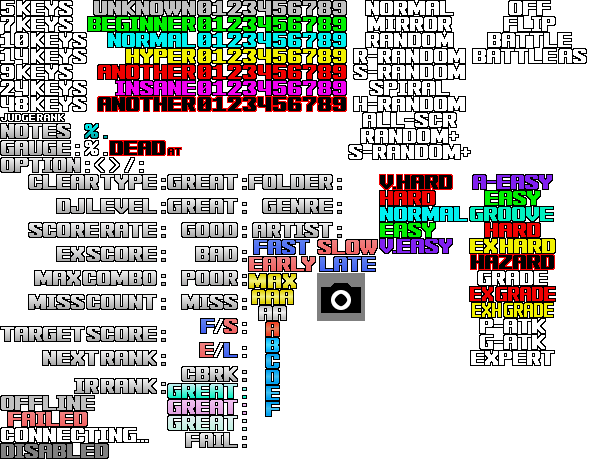 5KEYS UNKNOWN0123456789 NORMAL OFF
7KEYS BEGINNER0123456789 MIRROR FLIP
10KEYS NORMAL0123456789 RANDOM BATTLE
14KEYS HYPER0123456789 R-RANDOM BATTLEAS
9KEYS ANOTHER0123456789 S-RANDOM
24KEYS INSANE0123456789 SPIRAL
48KEYS ANOTHER0123456789 H-RANDOM
JUDGERANK ALL-SCR
NOTES %. RANDOM+
GAUGE:%.DEADAT S-RANDOM+
OPTION:<>/:
CLEARTYPE:GREAT:FOLDER: V.HARD A-EASY
HARD EASY
DJLEVEL:GREAT:GENRE: NORMAL GROOVE
SCORERATE:GOOD:ARTIST: EASY HARD
EXSCORE:BAD: FAST SLOW V.EASY EXHARD
EARLY LATE HAZARD
MAXCOMBO:POOR:MAX GRADE
MISSCOUNT:MISS:AAA EXGRADE
AA EXHGRADE
TARGETSCORE:F/S:A P-ATK
B G-ATK
NEXTRANK:E/L:C EXPERT
D
IRRANK:CBRK:E
OFFLINE GREAT:F
FAILED GREAT:F
CONNECTING... GREAT:
DISABLED FAIL: